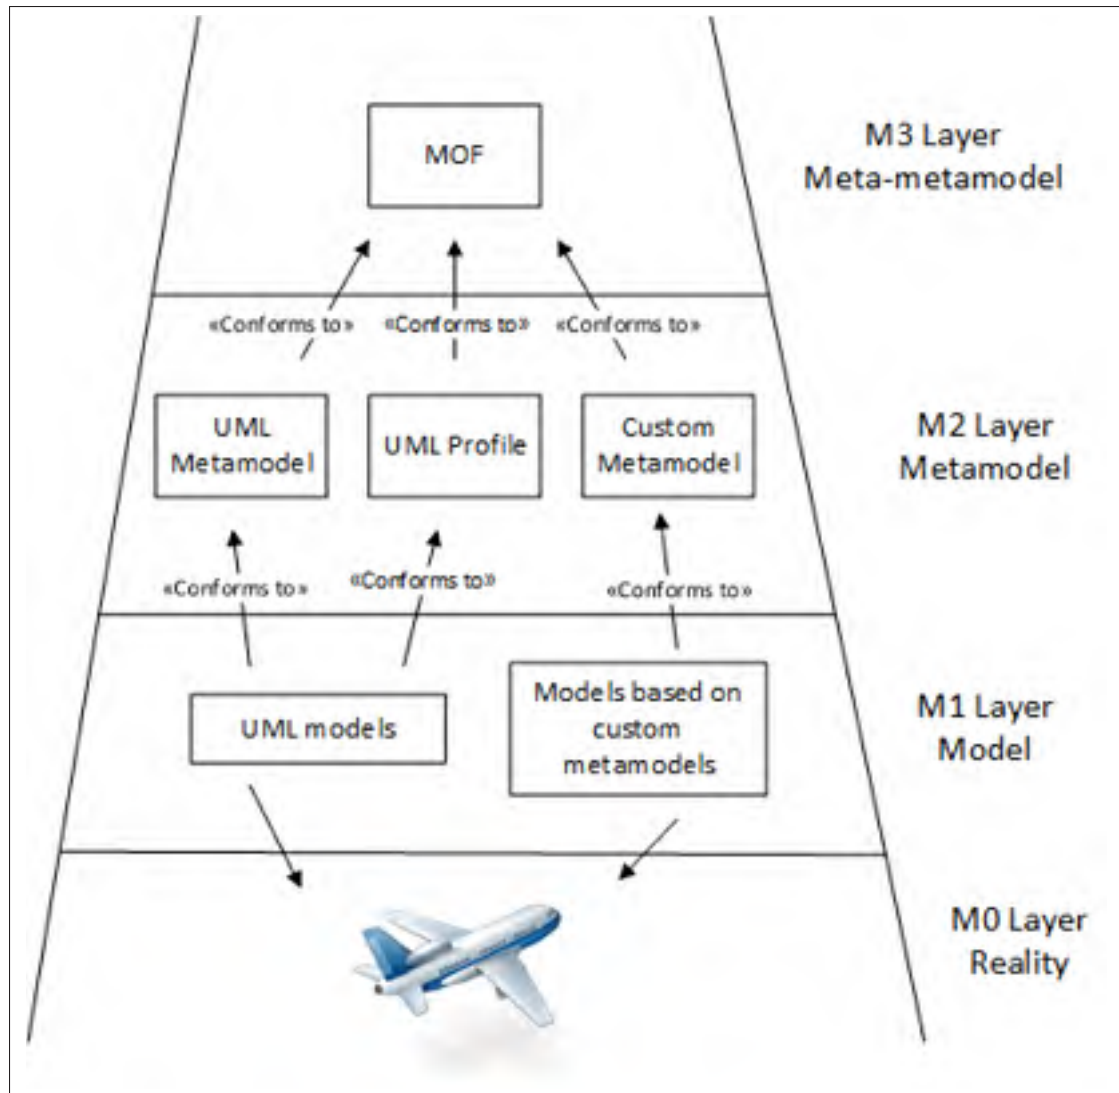 MOF
M3 Layer
Meta-metamodel
«Conforms to»
«Conforms to»
«Conforms to»
UML
Metamodel
UML Profile
Custom
Metamodel
M2 Layer
Metamodel
«Conforms to»
«Conforms to»
«Conforms to»
UML models
Models based on
custom
metamodels
M1 Layer
Model
M0 Layer
Reality